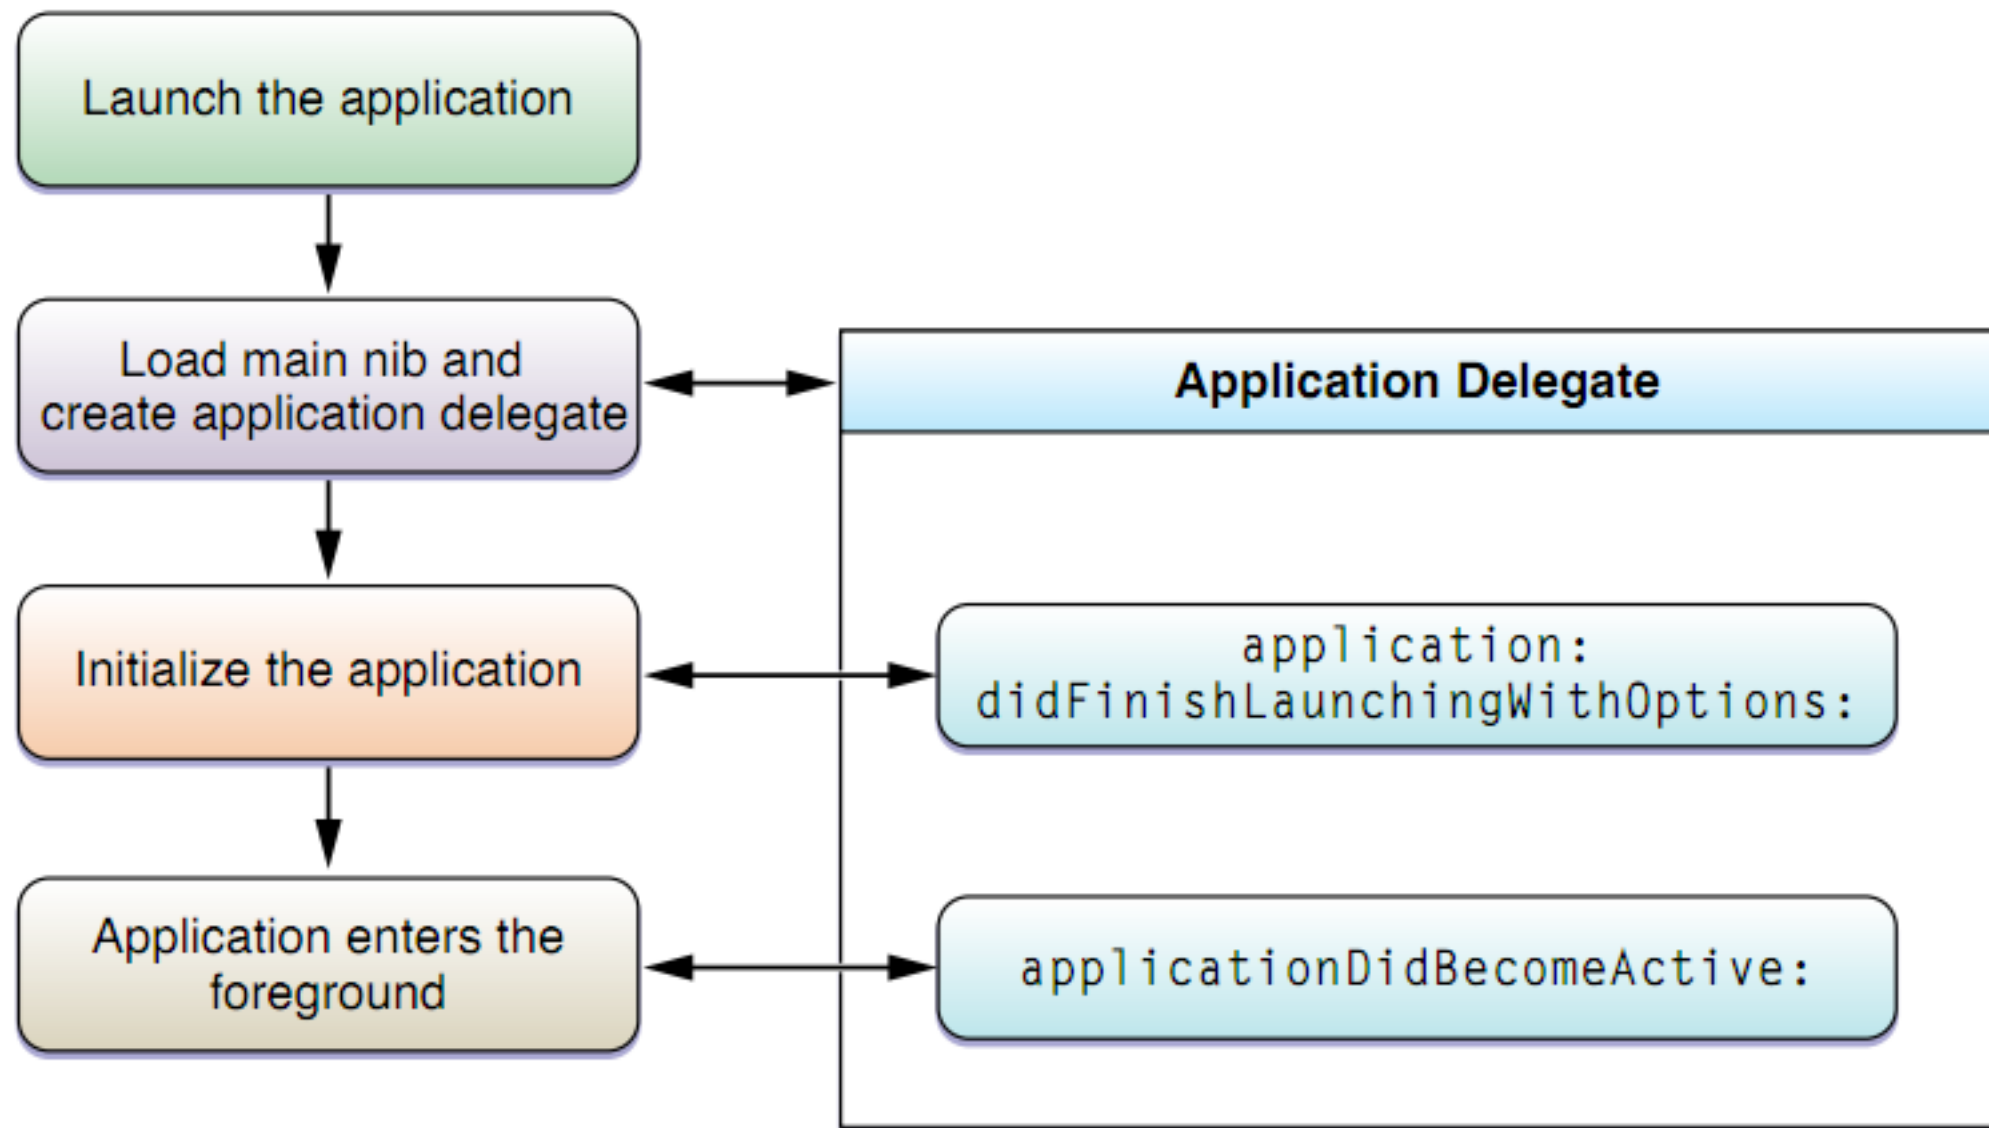 Launch the application
Load main nib and
create application delegate
Application Delegate
Initialize the application
application:
didFinishLaunchingWithOptions:
Application enters the
foreground
applicationDidBecomeActive: